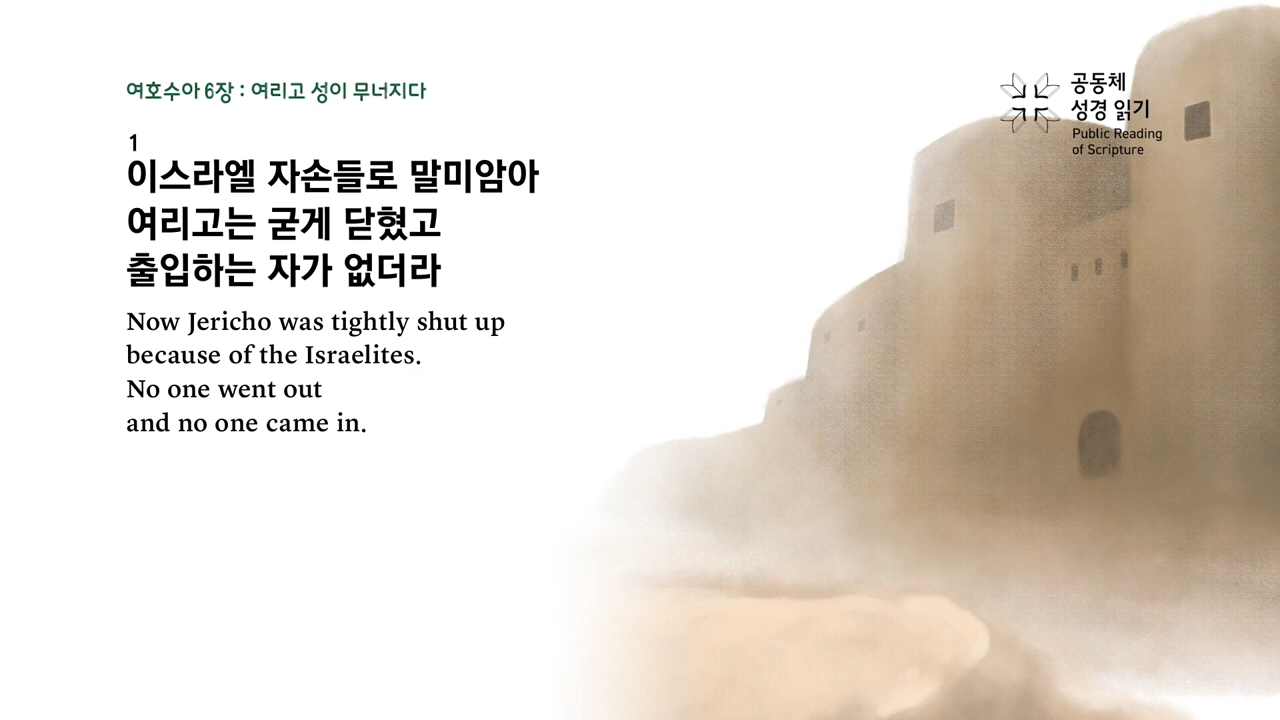 여호수아 6장 : 여리고 성이 무너지다
1
이스라엘 자손들로 말미암아
여리고는 굳게 닫혔고
출입하는 자가 없더라
Now Jericho was tightly shut up
because of the Israelites.
No one went out
and no one came in.
공동체
성경 읽기
Public Reading
of Scripture